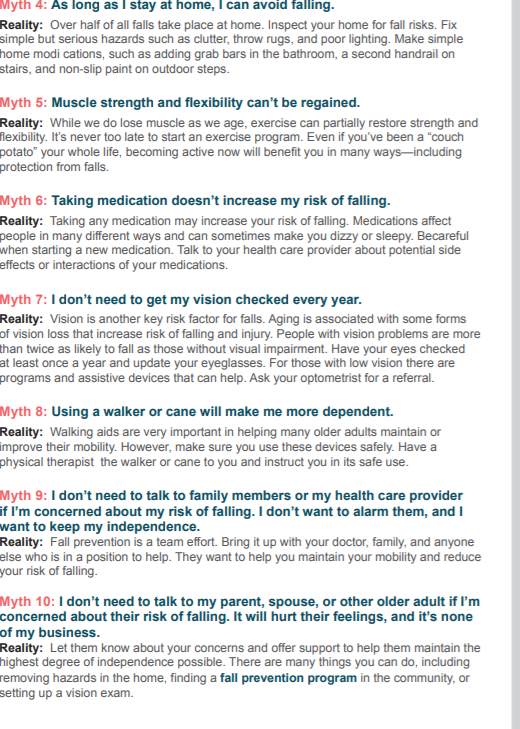 Myth 4: As long as I stay at home, I can avoid falling.
Reality: Over half of all falls take place at home. Inspect your home for fall risks. Fix
simple but serious hazards such as clutter, throw rugs, and poor lighting. Make simple
home modi cations, such as adding grab bars in the bathroom, a second handrail on
stairs, and non-slip paint on outdoor steps.
Myth 5: Muscle strength and flexibility can't be regained.
Reality: While we do lose muscle as we age, exercise can partially restore strength and
flexibility. It's never too late to start an exercise program. Even if you've been a "couch
potato" your whole life, becoming active now will benefit you in many ways—including
protection from falls.
Myth 6: Taking medication doesn't increase my risk of falling.
Reality: Taking any medication may increase your risk of falling. Medications affect
people in many different ways and can sometimes make you dizzy or sleepy. Becareful
when starting a new medication. Talk to your health care provider about potential side
effects or interactions of your medications.
Myth 7: I don't need to get my vision checked every year.
Reality: Vision is another key risk factor for falls. Aging is associated with some forms
of vision loss that increase risk of falling and injury. People with vision problems are more
than twice as likely to fall as those without visual impairment. Have your eyes checked
at least once a year and update your eyeglasses. For those with low vision there are
programs and assistive devices that can help. Ask your optometrist for a referral.
Myth 8: Using a walker or cane will make me more dependent.
Reality: Walking aids are very important in helping many older adults maintain or
improve their mobility. However, make sure you use these devices safely. Have a
physical therapist the walker or cane to you and instruct you in its safe use.
Myth 9: I don't need to talk to family members or my health care provider
if I'm concerned about my risk of falling. I don't want to alarm them, and I
want to keep my independence.
Reality: Fall prevention is a team effort. Bring it up with your doctor, family, and anyone
else who is in a position to help. They want to help you maintain your mobility and reduce
your risk of falling.
Myth 10: I don't need to talk to my parent, spouse, or other older adult if I'm
concerned about their risk of falling. It will hurt their feelings, and it's none
of my business.
Reality: Let them know about your concerns and offer support to help them maintain the
highest degree of independence possible. There are many things you can do, including
removing hazards in the home, finding a fall prevention program in the community, or
setting up a vision exam.